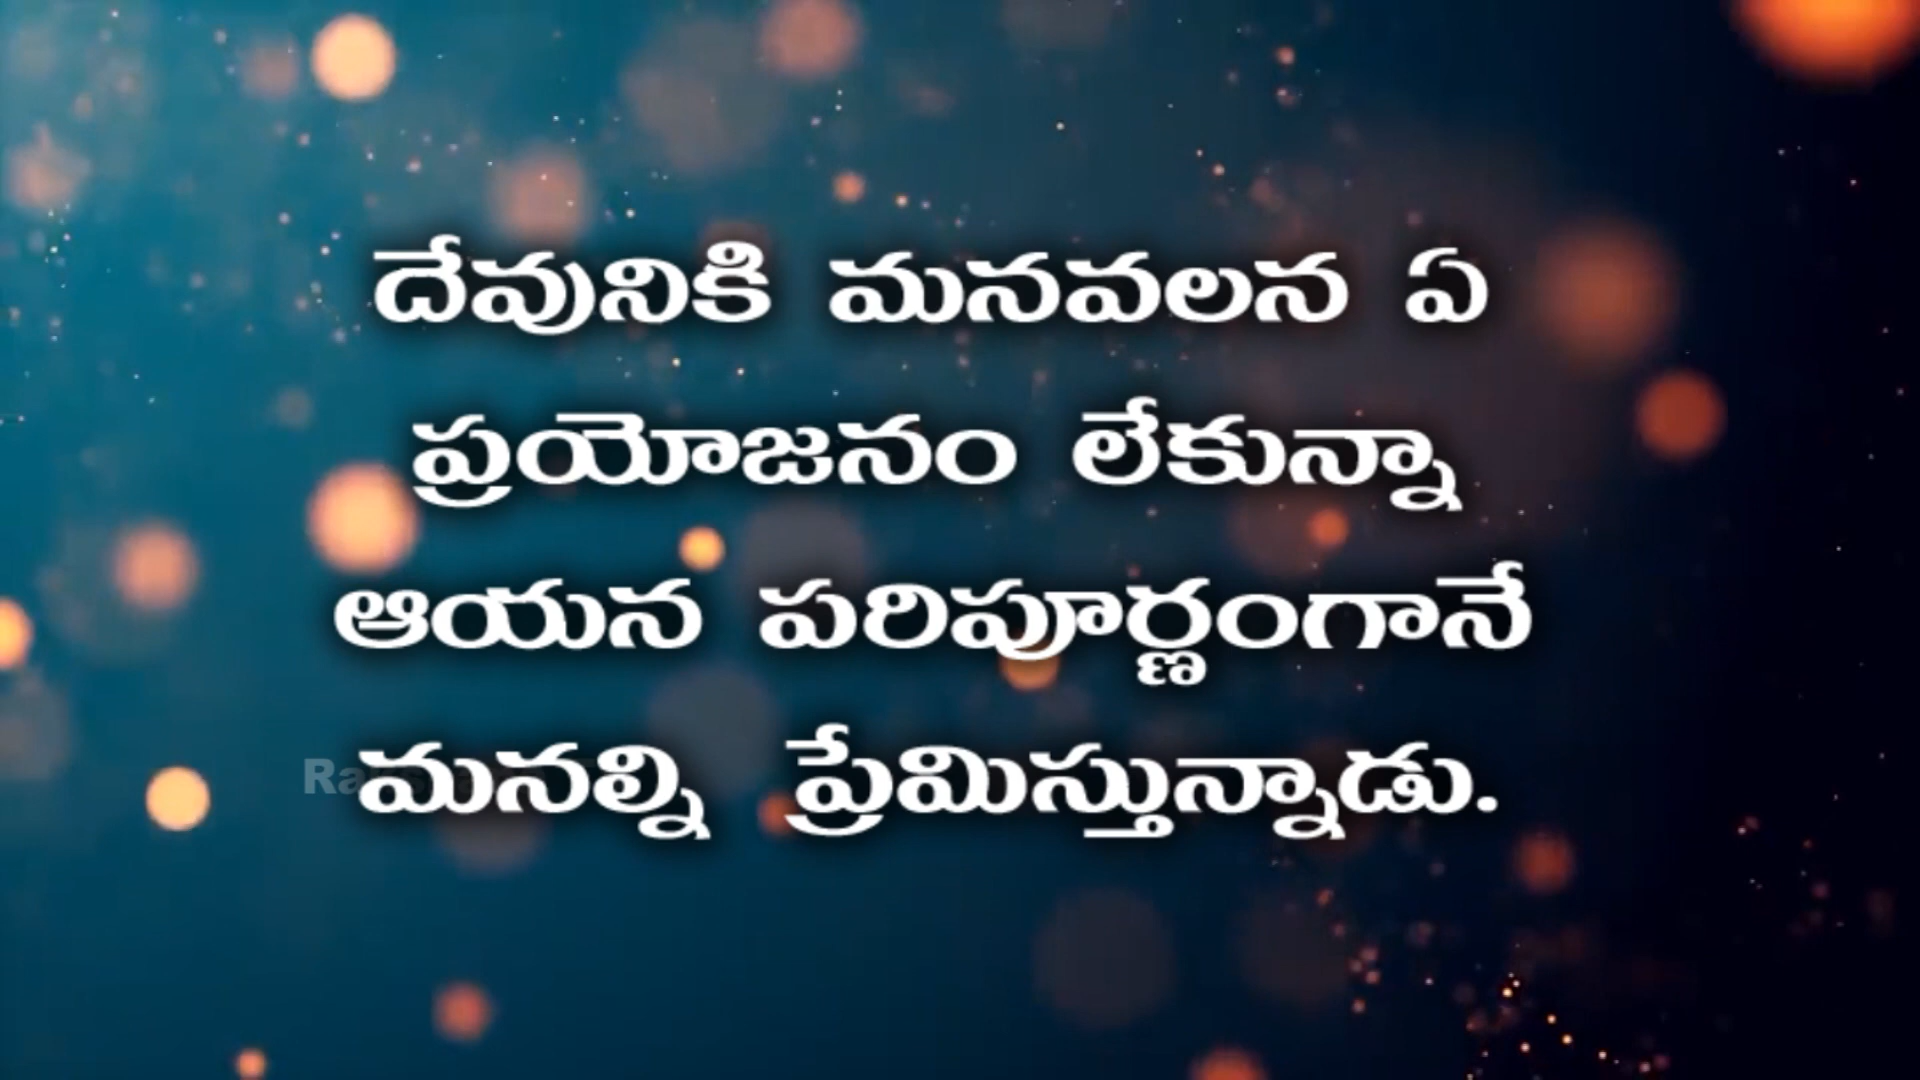 దేవునికి మనవలన ఏ
ప్రయోజనం లేకున్నా
ఆయన పరిపూర్ణంగానే
మనల్ని ప్రేమిస్తున్నాడు.